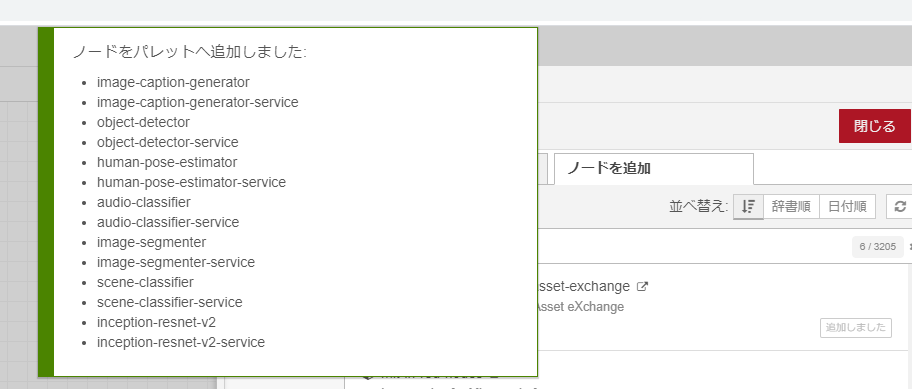 ノードをパレットへ追加しました:
image-caption-generator
image-caption-generator-service
object-detector
object-detector-service
human-pose-estimator
human-pose-estimator-service
audio-classifier
audio-classifier-service
image-segmenter
image-segmenter-service
scene-classifier
scene-classifier-service
inception-resnet-v2
inception-resnet-v2-service
閉じる
ノードを追加
並べ替え:
辞書順
日付順
6 / 3205
asset-exchange
Asset eXchange
追加しました